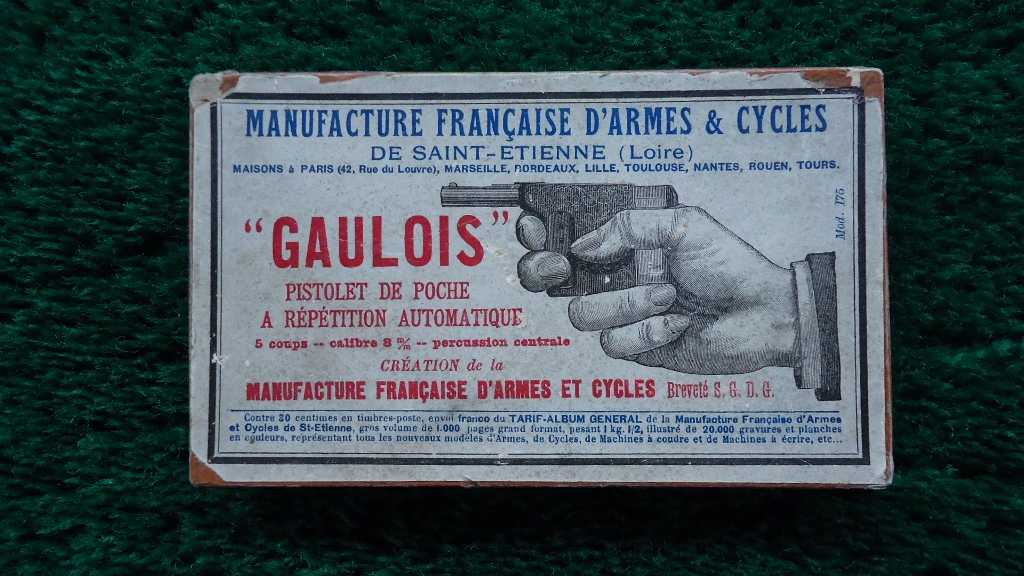 MANUFACTURE FRANÇAISE D'ARMES & CYCLES
DE SAINT-ETIENNE (Loire)
MAISONS à PARIS (42, Rue du Louvre), MARSEILLE, BORDEAUX, LILLE, TOULOUSE, NANTES, ROUEN, TOURS.
Mod. 175
"GAULOIS"
PISTOLET DE POCHE
A RÉPÉTITION AUTOMATIQUE
5 coups -- calibre 8 m/m -- percussion centrale
CRÉATION de la
MANUFACTURE FRANÇAISE D'ARMES ET CYCLES Breveté S. G. D. G.
Contre 30 centimes en timbres-poste, envoi franco du TARIF-ALBUM GENERAL de la Manufacture Française d'Armes
et Cycles de St-Etienne, gros volume de 1.000 pages grand format, pesant 1 kg. 1/2, illustré de 20.000 gravures et planches
en couleurs, représentant tous les nouveaux modèles d'Armes, de Cycles, de Machines à coudre et de Machines à écrire, etc...